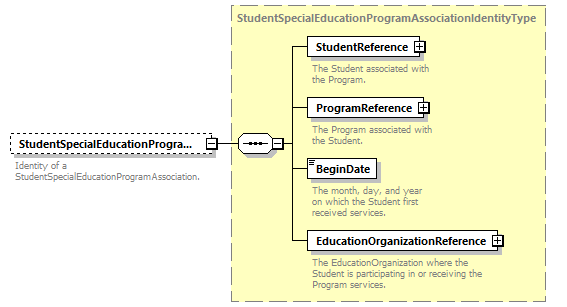 StudentSpecialEducationProgramAssociationIdentityType
StudentReference
The Student associated with
the Program.
ProgramReference
The Program associated with
the Student.
StudentSpecialEducationProgra...
Identity of a
StudentSpecialEducationProgramAssociation.
BeginDate
The month, day, and year
on which the Student first
received services.
EducationOrganizationReference
The EducationOrganization where the
Student is participating in or receiving the
Program services.